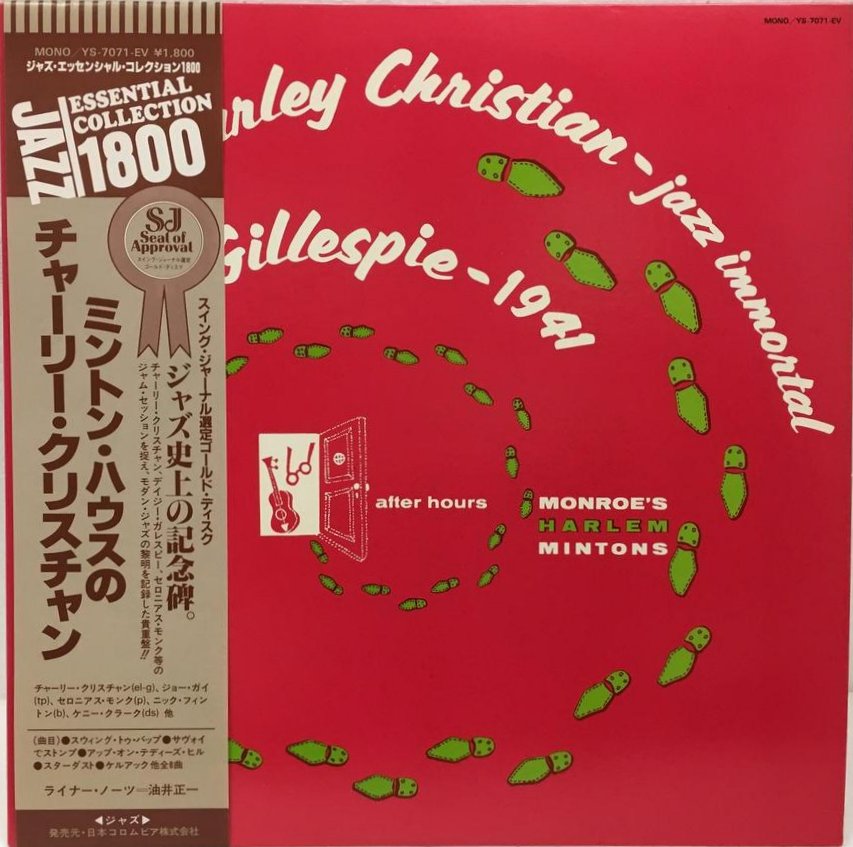 MONO／YS-7071-EV ¥1,800
ジャズ・エッセンシャル・コレクション1800
JAZZ
ESSENTIAL
COLLECTION
1800
SJ
Seal of
Approval
スイング・ジャーナル選定
ゴールド・ディスク
チャーリー・クリスチャン
ミントン・ハウスの
スイング・ジャーナル選定ゴールド・ディスク
ジャズ史上の記念碑。
チャーリー・クリスチャン、デイジー・ガレスピー、セロニアス・モンク等の
ジャム・セッションを捉え、モダン・ジャズの黎明を記録した貴重盤!!
チャーリー・クリスチャン(el-g)、ジョー・ガイ
(tp)、セロニアス・モンク(p)、ニック・フィン
トン(b)、ケニー・クラーク(ds) 他
〔曲目〕●スウィング・トゥ・バップ●サヴォイ
でストンプ●アップ・オン・テディーズ・ヒル
●スターダスト●ケルアック他全8曲
ライナー・ノーツ＝油井正一
◀ジャズ▶
発売元・日本コロムビア株式会社
MONO／YS-7071-EV
arley Christian - jazz immortal
Gillespie - 1941
after hours
MONROE'S
HARLEM
MINTONS